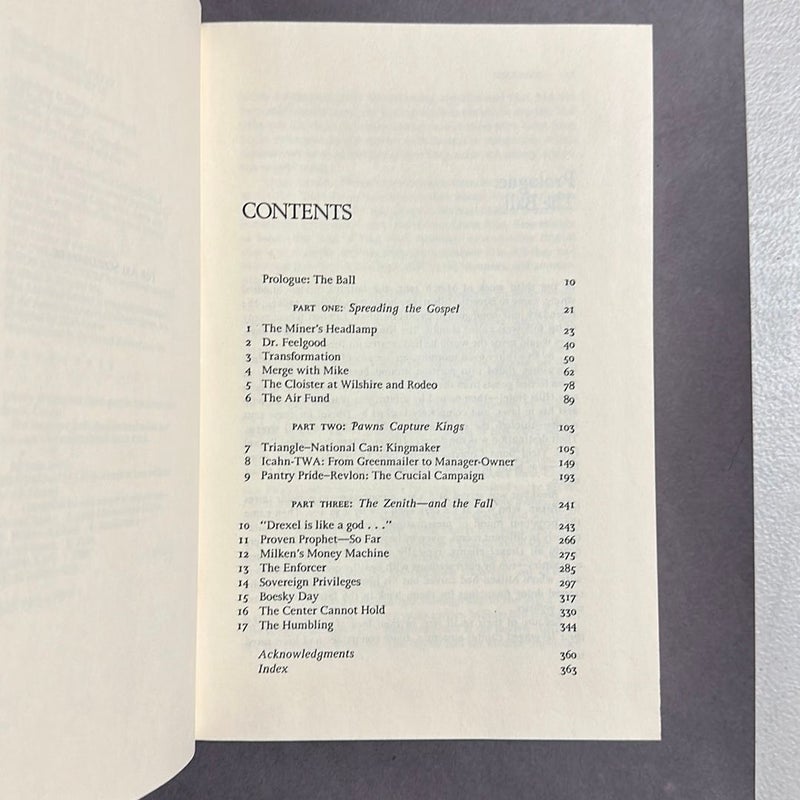 CONTENTS
Prologue: The Ball 10
PART ONE: Spreading the Gospel 21
1 The Miner's Headlamp 23
2 Dr. Feelgood 40
3 Transformation 50
4 Merge with Mike 62
5 The Cloister at Wilshire and Rodeo 78
6 The Air Fund 89
PART TWO: Pawns Capture Kings 103
7 Triangle–National Can: Kingmaker 105
8 Icahn-TWA: From Greenmailer to Manager-Owner 149
9 Pantry Pride–Revlon: The Crucial Campaign 193
PART THREE: The Zenith—and the Fall 241
10 "Drexel is like a god . . ." 243
11 Proven Prophet—So Far 266
12 Milken's Money Machine 275
13 The Enforcer 285
14 Sovereign Privileges 297
15 Boesky Day 317
16 The Center Cannot Hold 330
17 The Humbling 344
Acknowledgments 360
Index 363